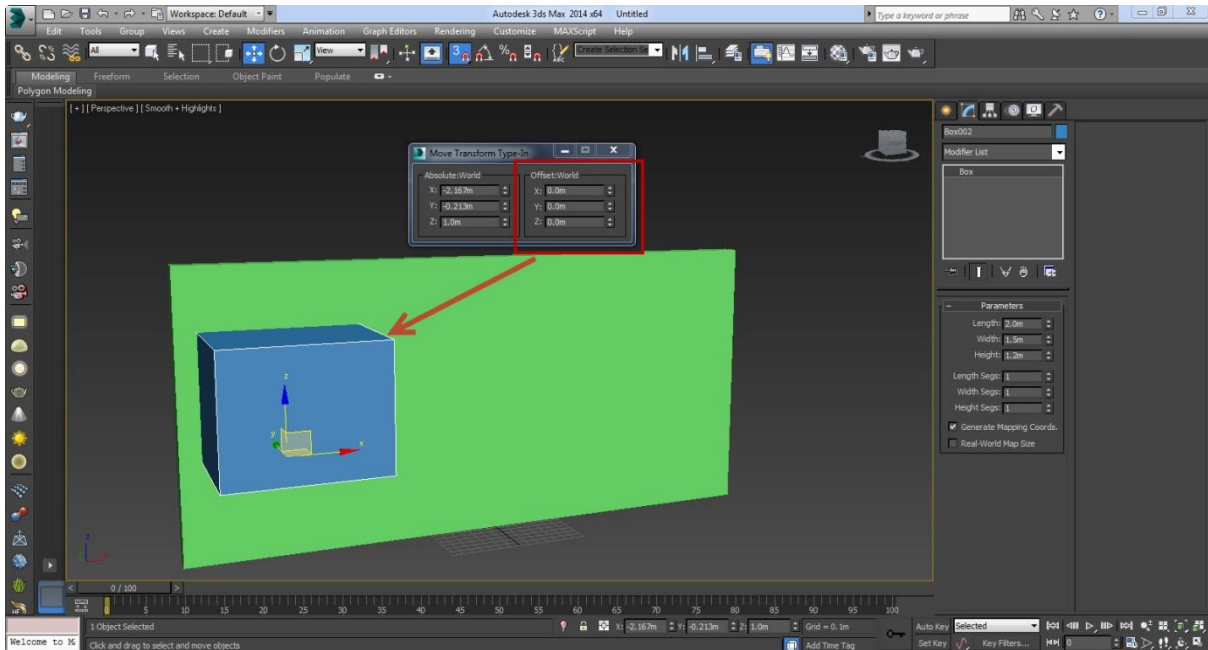 Workspace: Default
Autodesk 3ds Max 2014 x64 Untitled
Type a keyword or phrase
Edit Tools Group Views Create Modifiers Animation Graph Editors Rendering Customize MAXScript Help
All
View
3
Create Selection Se
Modeling Freeform Selection Object Paint Populate
Polygon Modeling
[ + ] [ Perspective ] [ Smooth + Highlights ]
Move Transform Type-In
Absolute:World Offset:World
X: -2.167m X: 0.0m
Y: -0.213m Y: 0.0m
Z: 1.0m Z: 0.0m
Box002
Modifier List
Box
Parameters
Length: 2.0m
Width: 1.5m
Height: 1.2m
Length Segs: 1
Width Segs: 1
Height Segs: 1
Generate Mapping Coords.
Real-World Map Size
z
y
x
z
0 / 100
0 5 10 15 20 25 30 35 40 45 50 55 60 65 70 75 80 85 90 95 100
1 Object Selected
X: -2.167m Y: -0.213m Z: 1.0m
Grid = 0.1m
Auto Key Selected
Welcome to M
Click and drag to select and move objects
Add Time Tag
Set Key Key Filters... 0